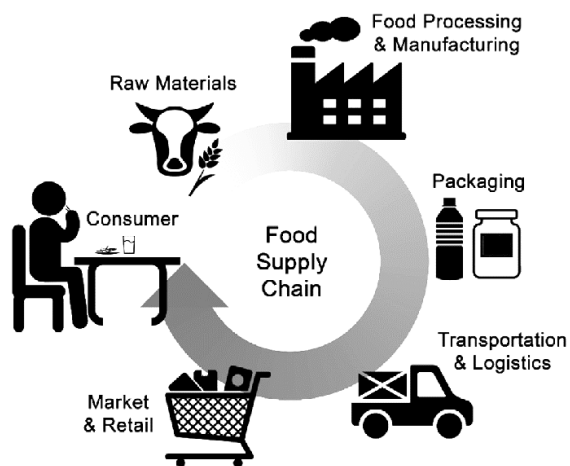 Food Processing
& Manufacturing
Raw Materials
Packaging
Consumer
Food
Supply
Chain
Transportation
& Logistics
Market
& Retail